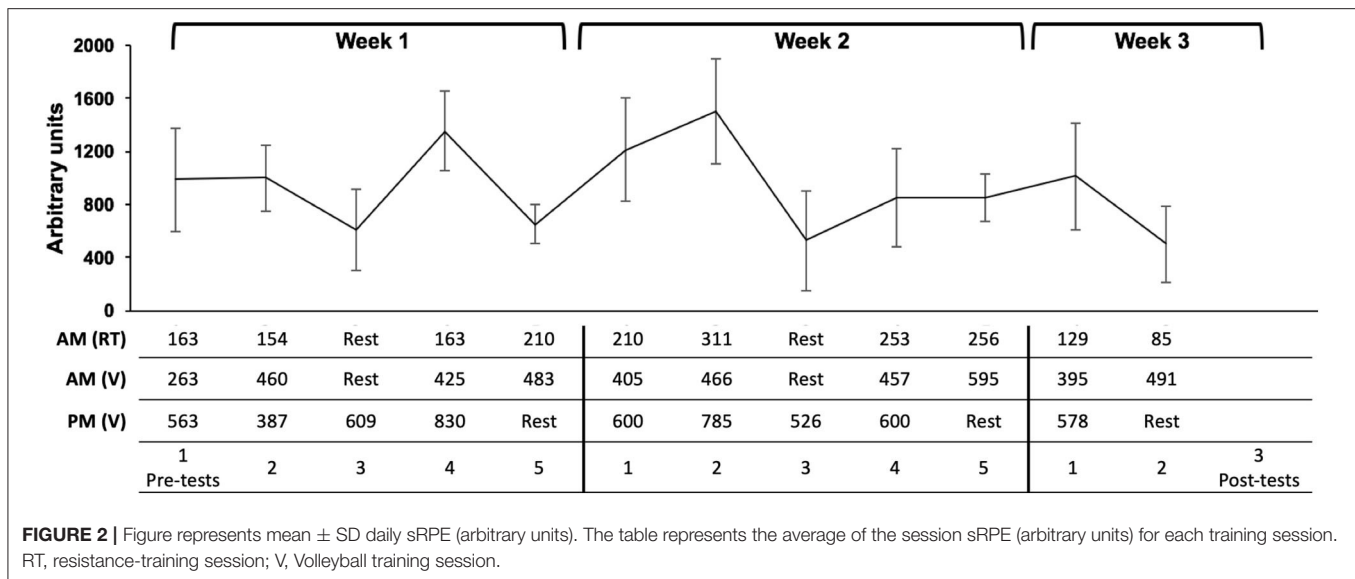 Week 1 Week 2 Week 3
Arbitrary units
2000
1600
1200
800
400
0
AM (RT) 163 154 Rest 163 210 210 311 Rest 253 256 129 85
AM (V) 263 460 Rest 425 483 405 466 Rest 457 595 395 491
PM (V) 563 387 609 830 Rest 600 785 526 600 Rest 578 Rest
1 2 3 4 5 1 2 3 4 5 1 2 3
Pre-tests Post-tests
FIGURE 2 | Figure represents mean ± SD daily sRPE (arbitrary units). The table represents the average of the session sRPE (arbitrary units) for each training session.
RT, resistance-training session; V, Volleyball training session.